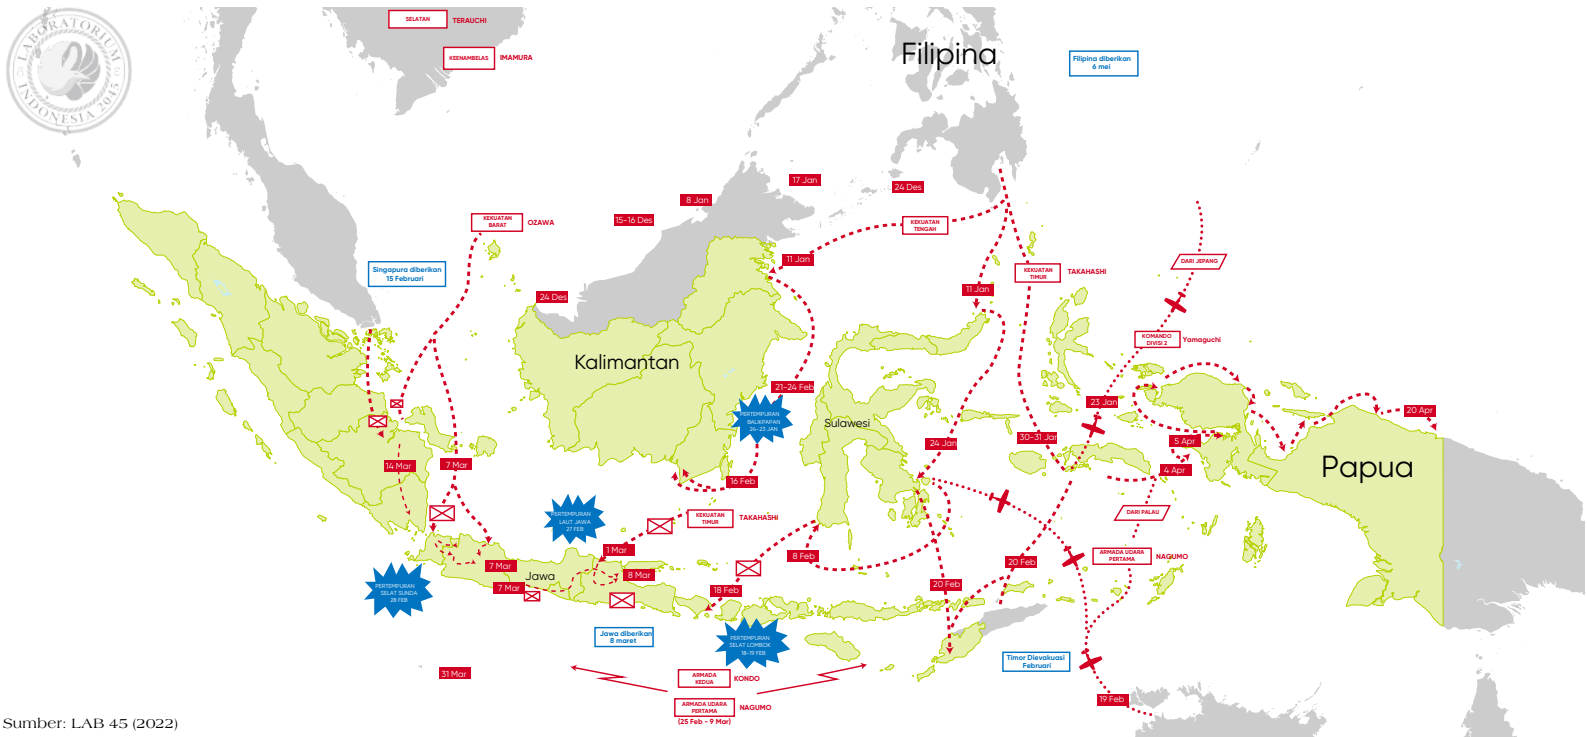 LABORATORIUM
INDONESIA 2045
SELATAN
TERAUCHI
KEENAMBELAS
IMAMURA
Filipina
Filipina diberikan
6 mei
17 Jan
24 Des
8 Jan
15-16 Des
KEKUATAN
BARAT
OZAWA
KEKUATAN
TENGAH
Singapura diberikan
15 Februari
11 Jan
KEKUATAN
TIMUR
TAKAHASHI
DARI JEPANG
24 Des
11 Jan
KOMANDO
DIVISI 2
Yamaguchi
Kalimantan
21-24 Feb
PERTEMPURAN
BALIKPAPAN
24-23 JAN
Sulawesi
23 Jan
20 Apr
24 Jan
30-31 Jan
5 Apr
4 Apr
Papua
14 Mar
7 Mar
16 Feb
PERTEMPURAN
LAUT JAWA
27 FEB
KEKUATAN
TIMUR
TAKAHASHI
DARI PALAU
1 Mar
8 Feb
ARMADA UDARA
PERTAMA
NAGUMO
7 Mar
Jawa
8 Mar
20 Feb
7 Mar
18 Feb
20 Feb
PERTEMPURAN
SELAT SUNDA
28 FEB
Jawa diberikan
8 maret
PERTEMPURAN
SELAT LOMBOK
18-19 FEB
Timor Dievakuasi
Februari
31 Mar
ARMADA
KEDUA
KONDO
ARMADA UDARA
PERTAMA
NAGUMO
(25 Feb - 9 Mar)
19 Feb
Sumber: LAB 45 (2022)